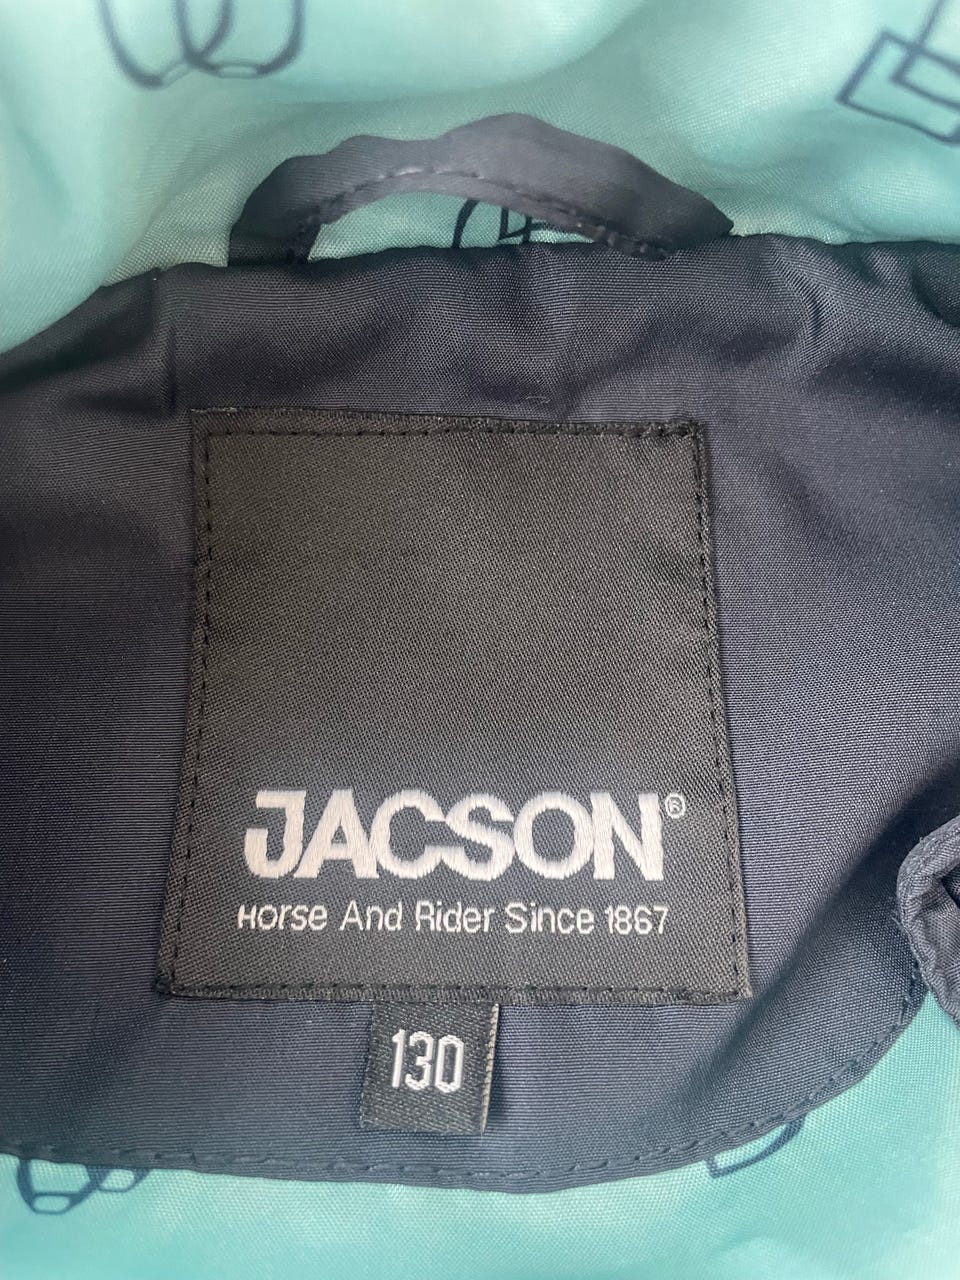 JACSON®
Horse And Rider Since 1867
130